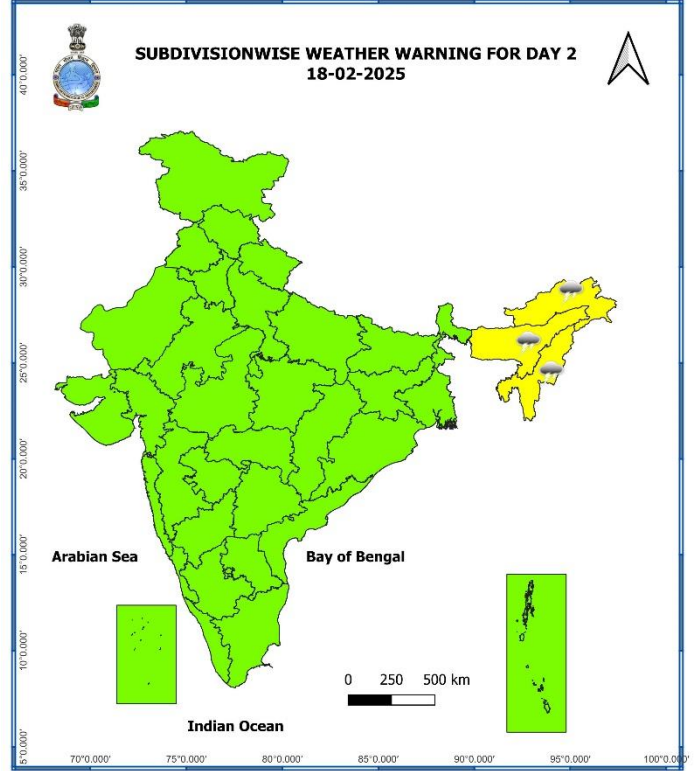 SUBDIVISIONWISE WEATHER WARNING FOR DAY 2
18-02-2025
40°0.000'
35°0.000'
30°0.000'
25°0.000'
20°0.000'
15°0.000'
10°0.000'
5°0.000'
Arabian Sea
Bay of Bengal
0 250 500 km
Indian Ocean
70°0.000' 75°0.000' 80°0.000' 85°0.000' 90°0.000' 95°0.000' 100°0.000'